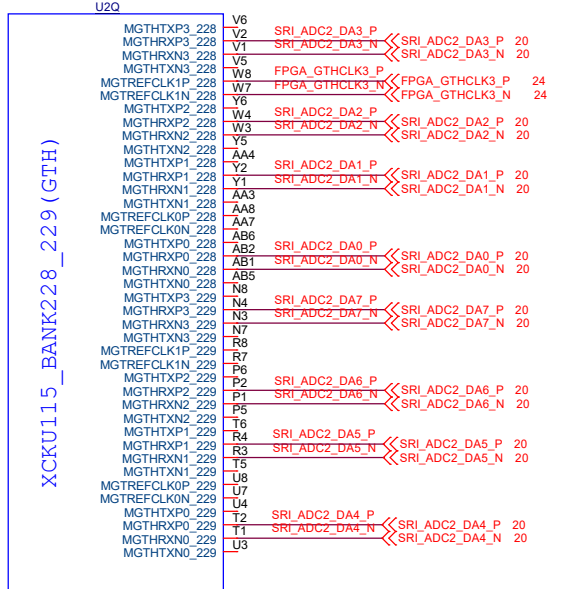 U2Q
XCKU115_BANK228_229(GTH)
MGTHTXP3_228 V6
MGTHRXP3_228 V2 SRI_ADC2_DA3_P SRI_ADC2_DA3_P 20
MGTHRXN3_228 V1 SRI_ADC2_DA3_N SRI_ADC2_DA3_N 20
MGTHTXN3_228 V5
MGTREFCLK1P_228 W8 FPGA_GTHCLK3_P FPGA_GTHCLK3_P 24
MGTREFCLK1N_228 W7 FPGA_GTHCLK3_N FPGA_GTHCLK3_N 24
MGTHTXP2_228 Y6
MGTHRXP2_228 W4 SRI_ADC2_DA2_P SRI_ADC2_DA2_P 20
MGTHRXN2_228 W3 SRI_ADC2_DA2_N SRI_ADC2_DA2_N 20
MGTHTXN2_228 Y5
MGTHTXP1_228 AA4
MGTHRXP1_228 Y2 SRI_ADC2_DA1_P SRI_ADC2_DA1_P 20
MGTHRXN1_228 Y1 SRI_ADC2_DA1_N SRI_ADC2_DA1_N 20
MGTHTXN1_228 AA3
MGTREFCLK0P_228 AA8
MGTREFCLK0N_228 AA7
MGTHTXP0_228 AB6
MGTHRXP0_228 AB2 SRI_ADC2_DA0_P SRI_ADC2_DA0_P 20
MGTHRXN0_228 AB1 SRI_ADC2_DA0_N SRI_ADC2_DA0_N 20
MGTHTXN0_228 AB5
MGTHTXP3_229 N8
MGTHRXP3_229 N4 SRI_ADC2_DA7_P SRI_ADC2_DA7_P 20
MGTHRXN3_229 N3 SRI_ADC2_DA7_N SRI_ADC2_DA7_N 20
MGTHTXN3_229 N7
MGTREFCLK1P_229 R8
MGTREFCLK1N_229 R7
MGTHTXP2_229 P6
MGTHRXP2_229 P2 SRI_ADC2_DA6_P SRI_ADC2_DA6_P 20
MGTHRXN2_229 P1 SRI_ADC2_DA6_N SRI_ADC2_DA6_N 20
MGTHTXN2_229 P5
MGTHTXP1_229 T6
MGTHRXP1_229 R4 SRI_ADC2_DA5_P SRI_ADC2_DA5_P 20
MGTHRXN1_229 R3 SRI_ADC2_DA5_N SRI_ADC2_DA5_N 20
MGTHTXN1_229 T5
MGTREFCLK0P_229 U8
MGTREFCLK0N_229 U7
MGTHTXP0_229 U4
MGTHRXP0_229 T2 SRI_ADC2_DA4_P SRI_ADC2_DA4_P 20
MGTHRXN0_229 T1 SRI_ADC2_DA4_N SRI_ADC2_DA4_N 20
MGTHTXN0_229 U3